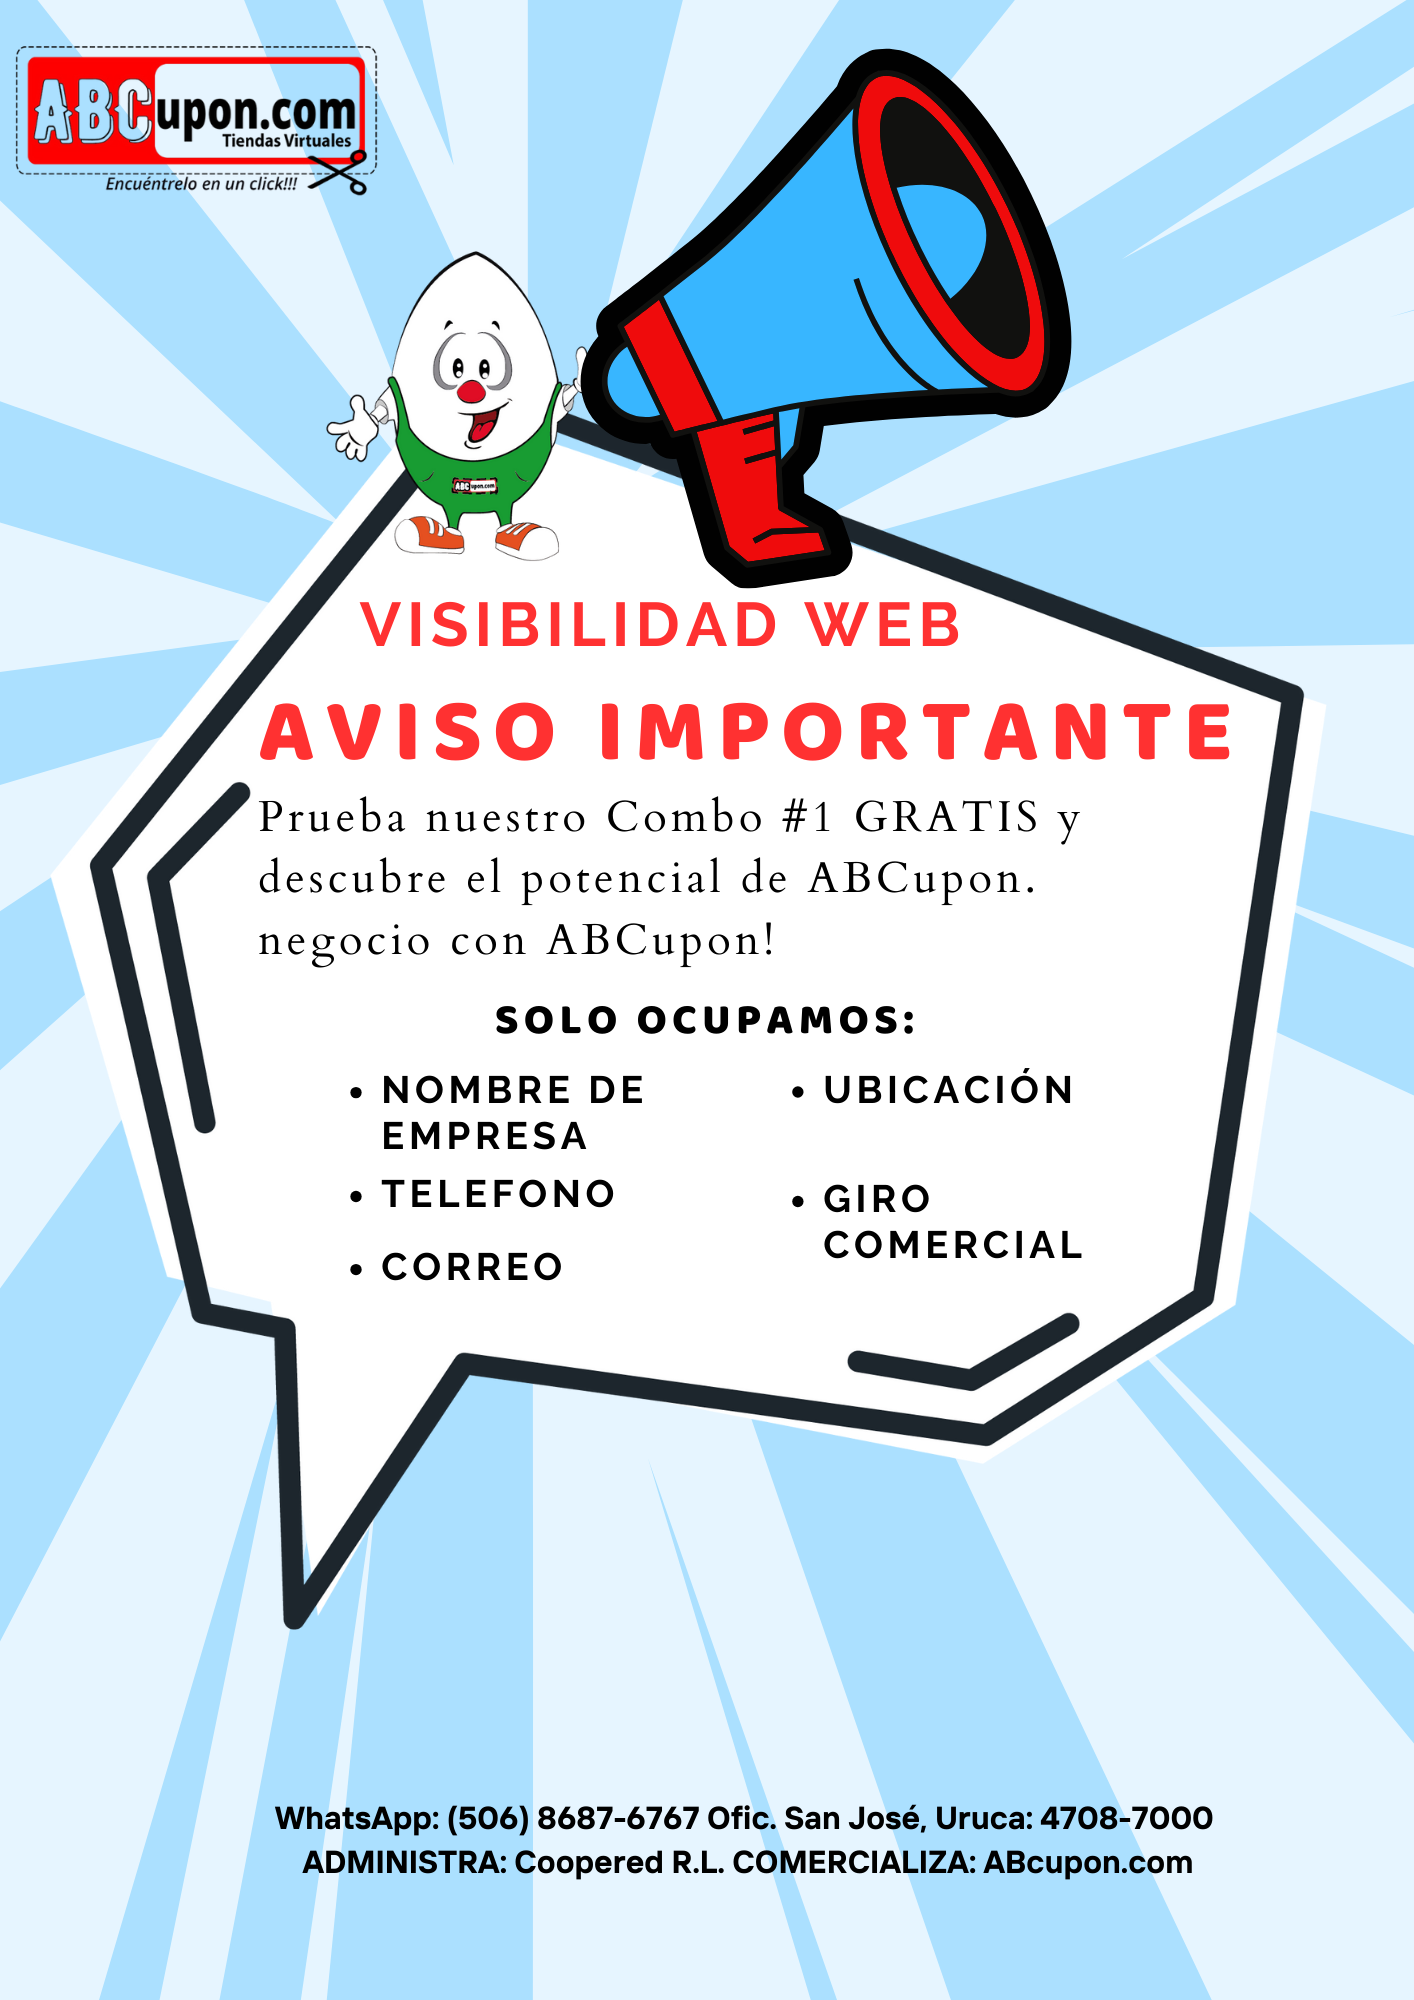 ABCupon.com
Tiendas Virtuales
Encuéntrelo en un click!!!
ABCupon.com
VISIBILIDAD WEB
AVISO IMPORTANTE
Prueba nuestro Combo #1 GRATIS y
descubre el potencial de ABCupon.
negocio con ABCupon!
SOLO OCUPAMOS:
• NOMBRE DE
EMPRESA
• TELEFONO
• CORREO
• UBICACIÓN
• GIRO
COMERCIAL
WhatsApp: (506) 8687-6767 Ofic. San José, Uruca: 4708-7000
ADMINISTRA: Coopered R.L. COMERCIALIZA: ABcupon.com